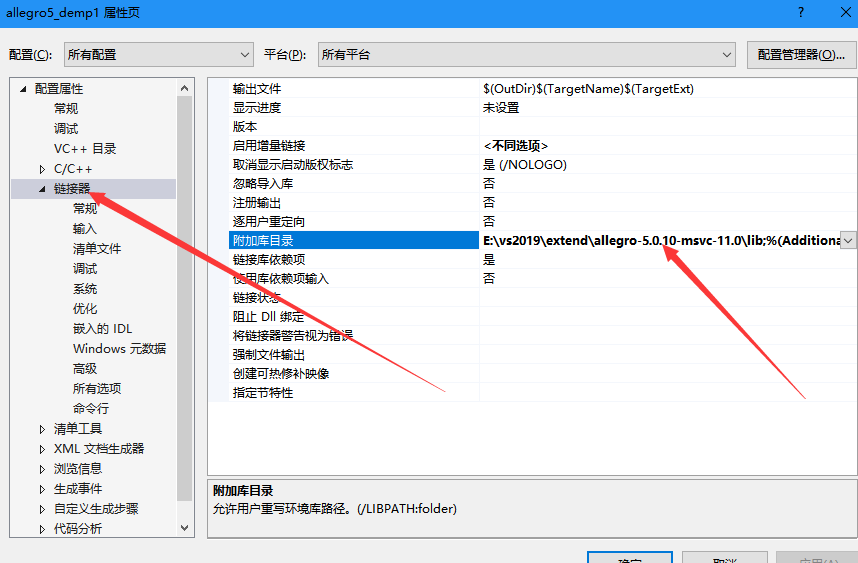 allegro5_demp1 属性页
?
配置(C): 所有配置 平台(P): 所有平台 配置管理器(O)...
配置属性
常规
调试
VC++ 目录
C/C++
链接器
常规
输入
清单文件
调试
系统
优化
嵌入的 IDL
Windows 元数据
高级
所有选项
命令行
清单工具
XML 文档生成器
浏览信息
生成事件
自定义生成步骤
代码分析
输出文件 $(OutDir)$(TargetName)$(TargetExt)
显示进度 未设置
版本
启用增量链接 <不同选项>
取消显示启动版权标志 是 (/NOLOGO)
忽略导入库 否
注册输出 否
逐用户重定向 否
附加库目录 E:\vs2019\extend\allegro-5.0.10-msvc-11.0\lib;%(Additiona
链接库依赖项 是
使用库依赖项输入 否
链接状态
阻止 Dll 绑定
将链接器警告视为错误
强制文件输出
创建可热修补映像
指定节特性
附加库目录
允许用户重写环境库路径。(/LIBPATH:folder)
确定 取消 应用(A)